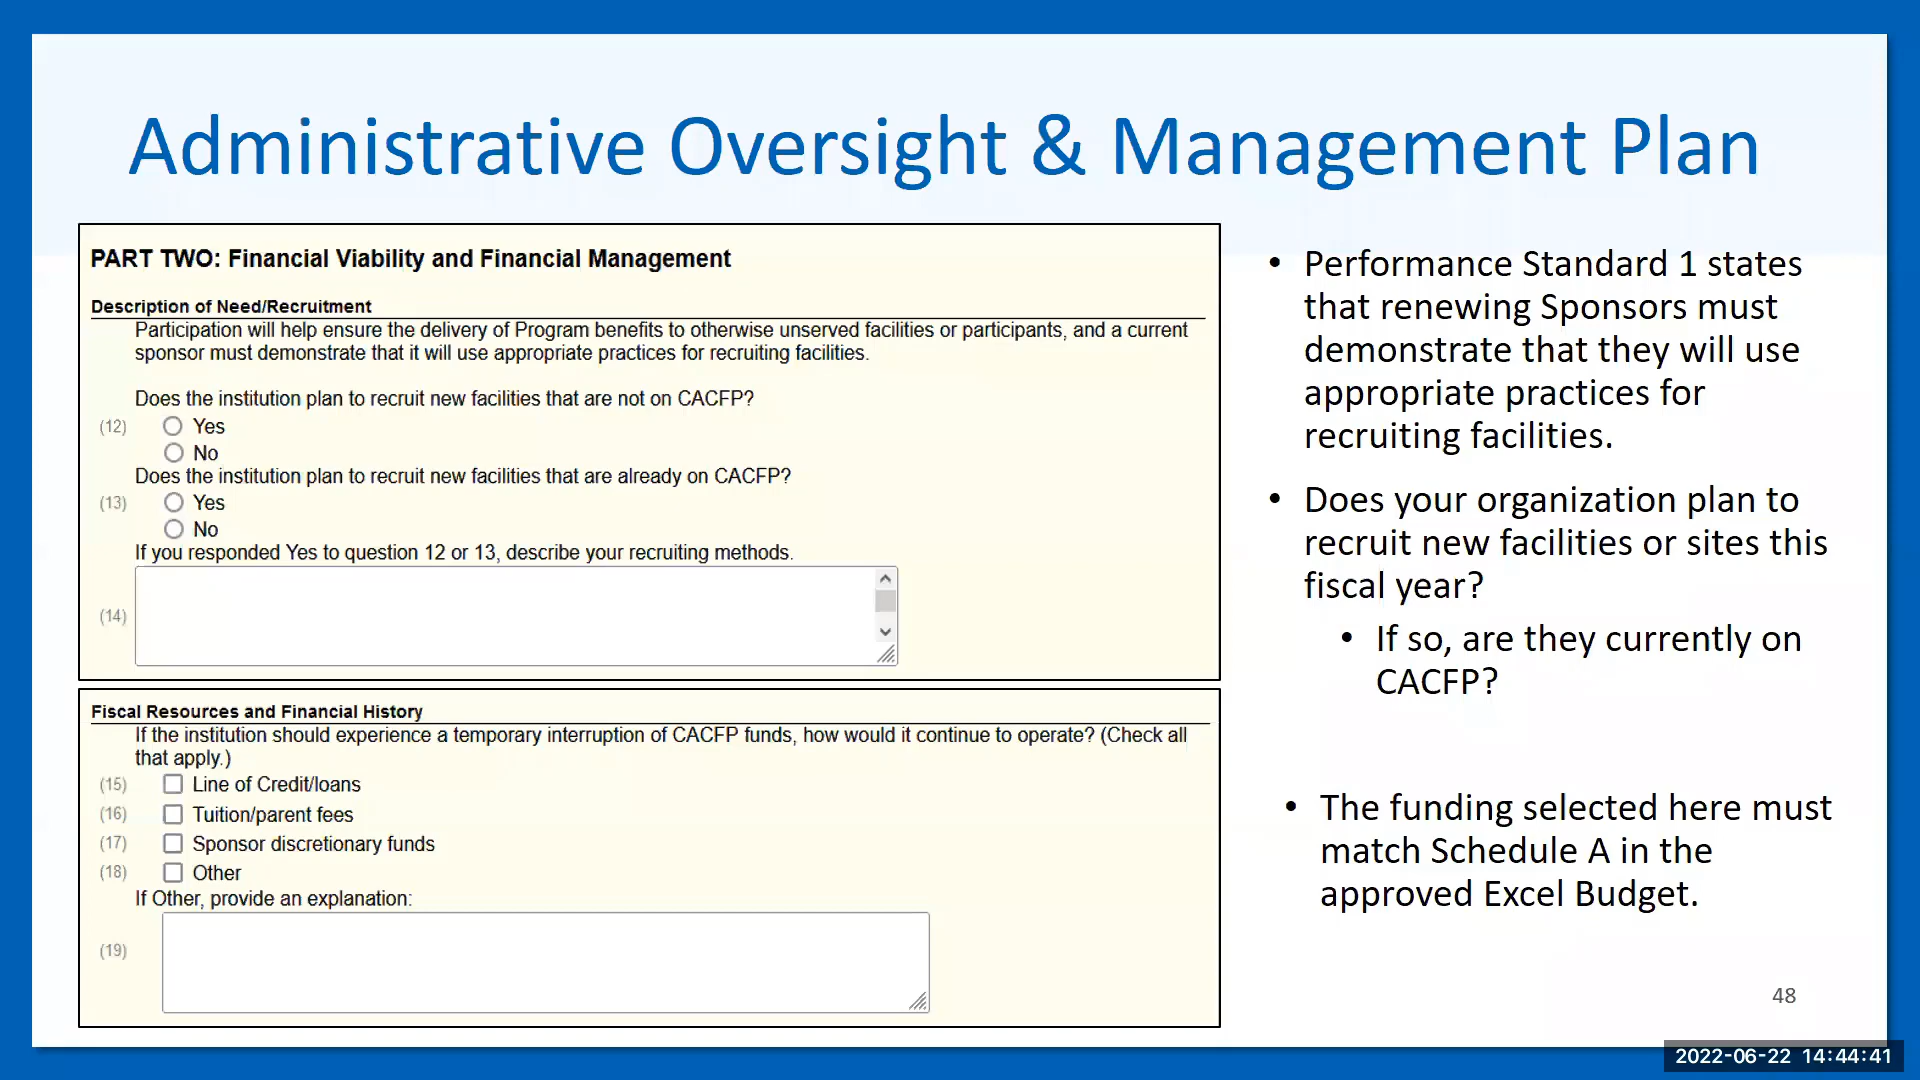 Administrative Oversight & Management Plan
PART TWO: Financial Viability and Financial Management
Description of Need/Recruitment
Participation will help ensure the delivery of Program benefits to otherwise unserved facilities or participants, and a current
sponsor must demonstrate that it will use appropriate practices for recruiting facilities.
Does the institution plan to recruit new facilities that are not on CACFP?
(12) Yes
No
Does the institution plan to recruit new facilities that are already on CACFP?
(13) Yes
No
If you responded Yes to question 12 or 13, describe your recruiting methods.
(14)
Fiscal Resources and Financial History
If the institution should experience a temporary interruption of CACFP funds, how would it continue to operate? (Check all
that apply.)
(15) Line of Credit/loans
(16) Tuition/parent fees
(17) Sponsor discretionary funds
(18) Other
If Other, provide an explanation:
(19)
• Performance Standard 1 states
that renewing Sponsors must
demonstrate that they will use
appropriate practices for
recruiting facilities.
• Does your organization plan to
recruit new facilities or sites this
fiscal year?
• If so, are they currently on
CACFP?
• The funding selected here must
match Schedule A in the
approved Excel Budget.
48
2022-06-22 14:44:41